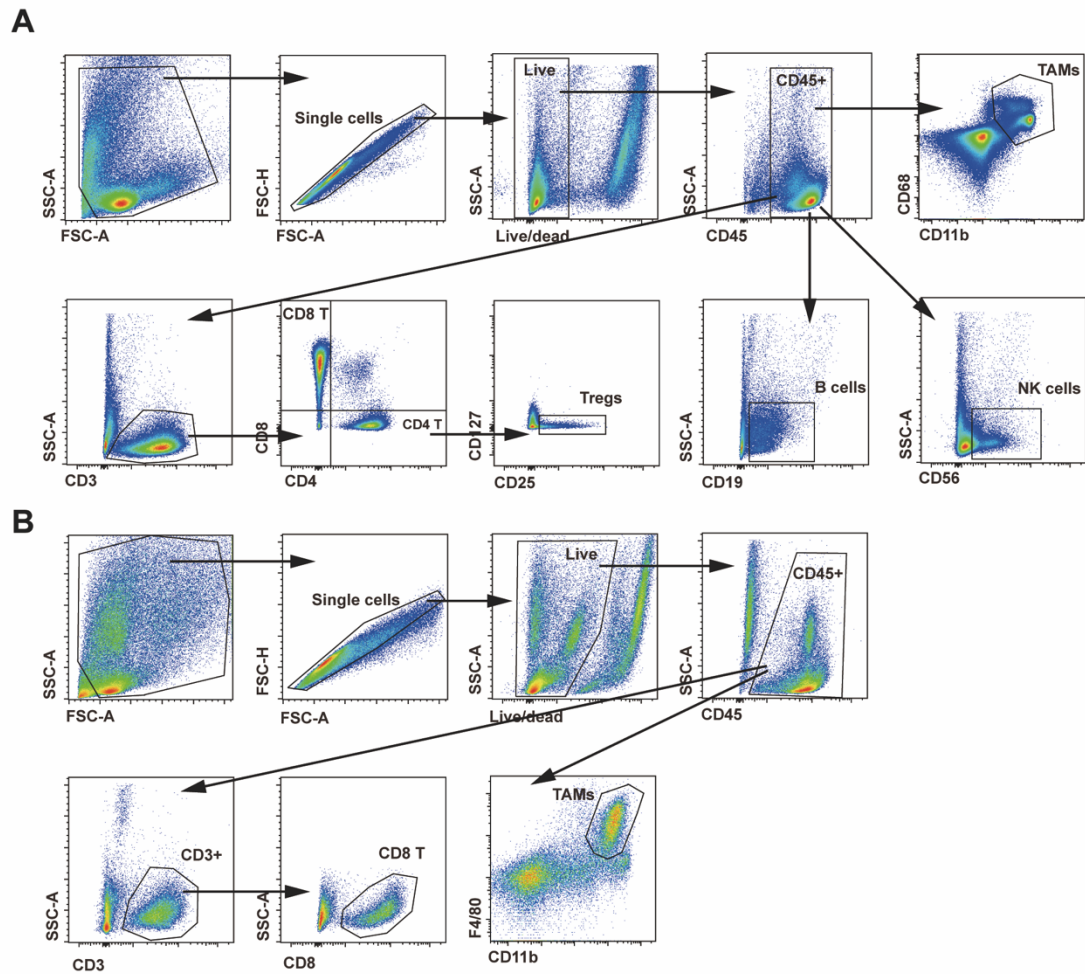 A
SSC-A
FSC-A
Single cells
FSC-H
FSC-A
Live
SSC-A
Live/dead
CD45+
SSC-A
CD45
TAMs
CD68
CD11b
SSC-A
CD3
CD8 T
CD4 T
CD8
CD4
Tregs
CD127
CD25
B cells
SSC-A
CD19
NK cells
SSC-A
CD56
B
SSC-A
FSC-A
Single cells
FSC-H
FSC-A
Live
SSC-A
Live/dead
CD45+
SSC-A
CD45
CD3+
SSC-A
CD3
CD8 T
SSC-A
CD8
TAMs
F4/80
CD11b